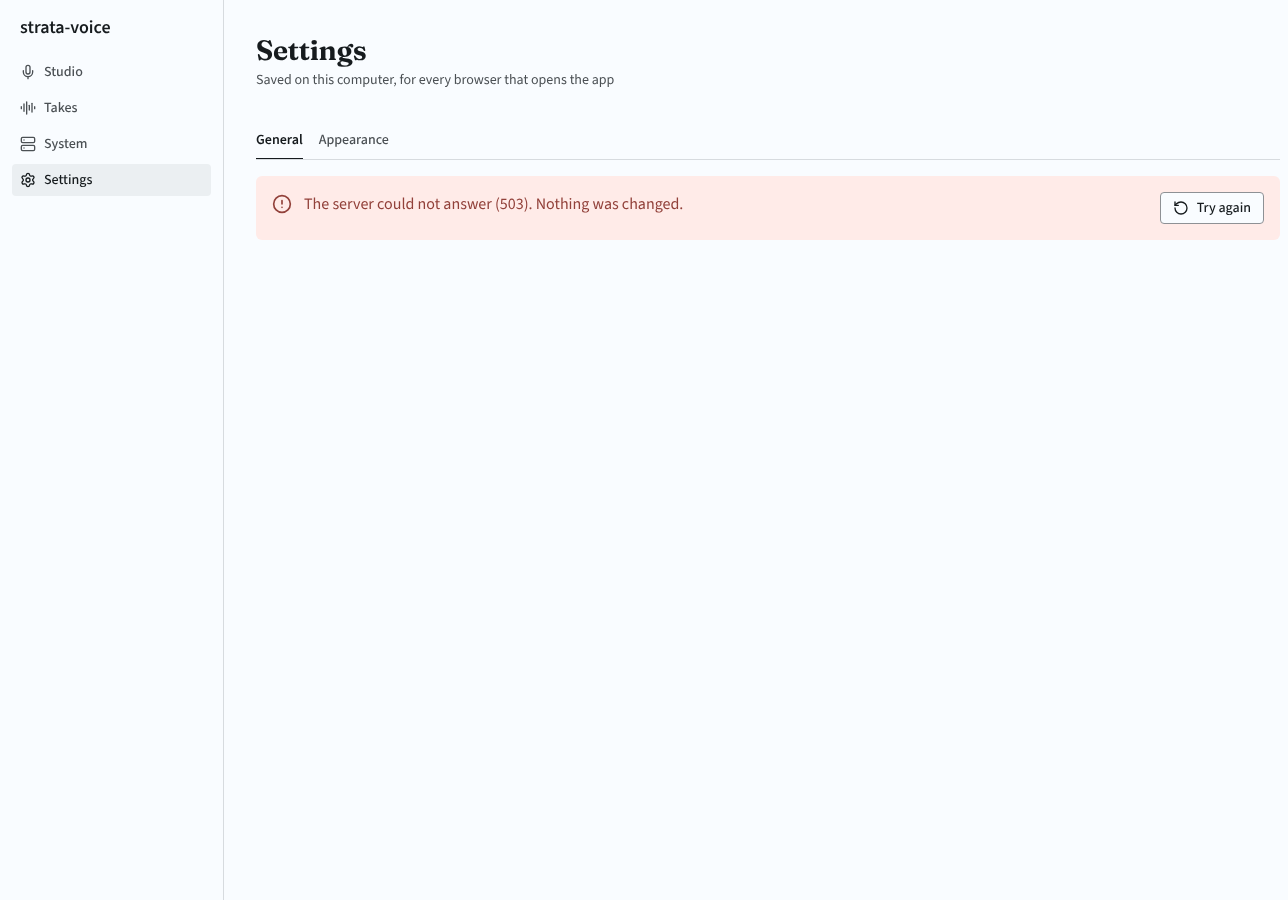 strata-voice
Studio
Takes
System
Settings
Settings
Saved on this computer, for every browser that opens the app
General
Appearance
The server could not answer (503). Nothing was changed.
Try again